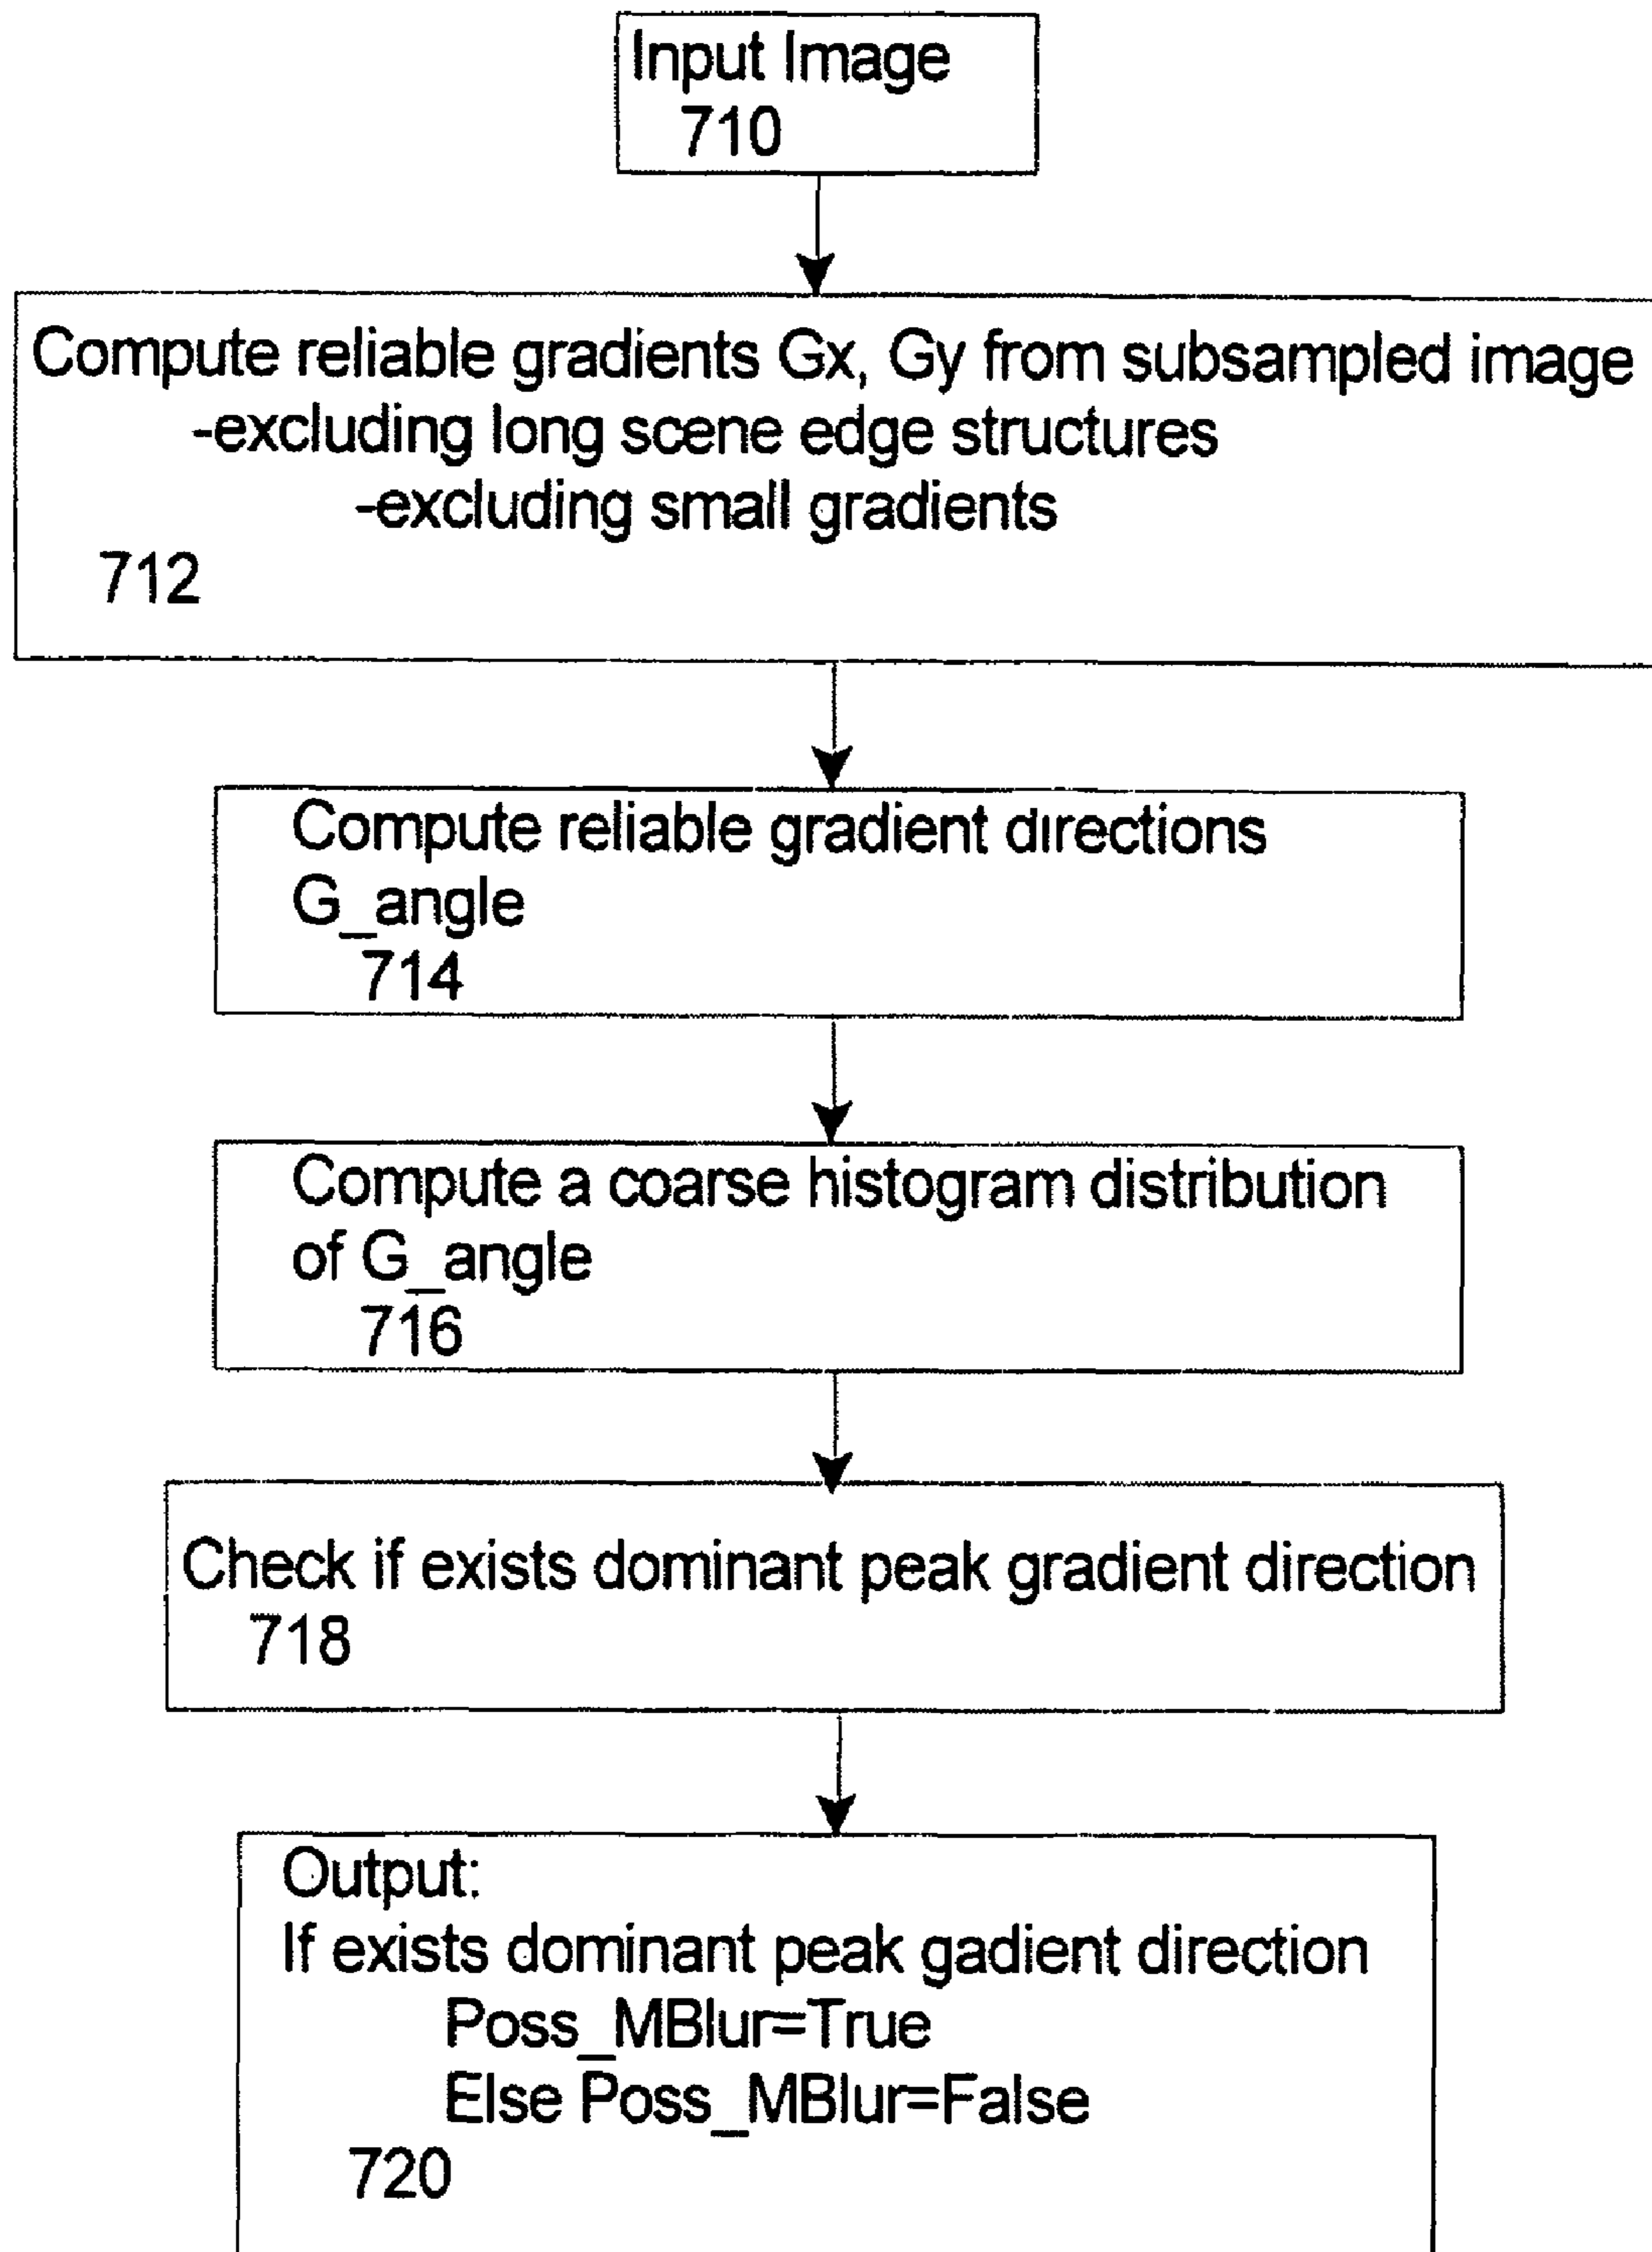 Input Image
710
Compute reliable gradients Gx, Gy from subsampled image
-excluding long scene edge structures
-excluding small gradients
712
Compute reliable gradient directions
G_angle
714
Compute a coarse histogram distribution
of G_angle
716
Check if exists dominant peak gradient direction
718
Output:
If exists dominant peak gadient direction
Poss_MBlur=True
Else Poss_MBlur=False
720